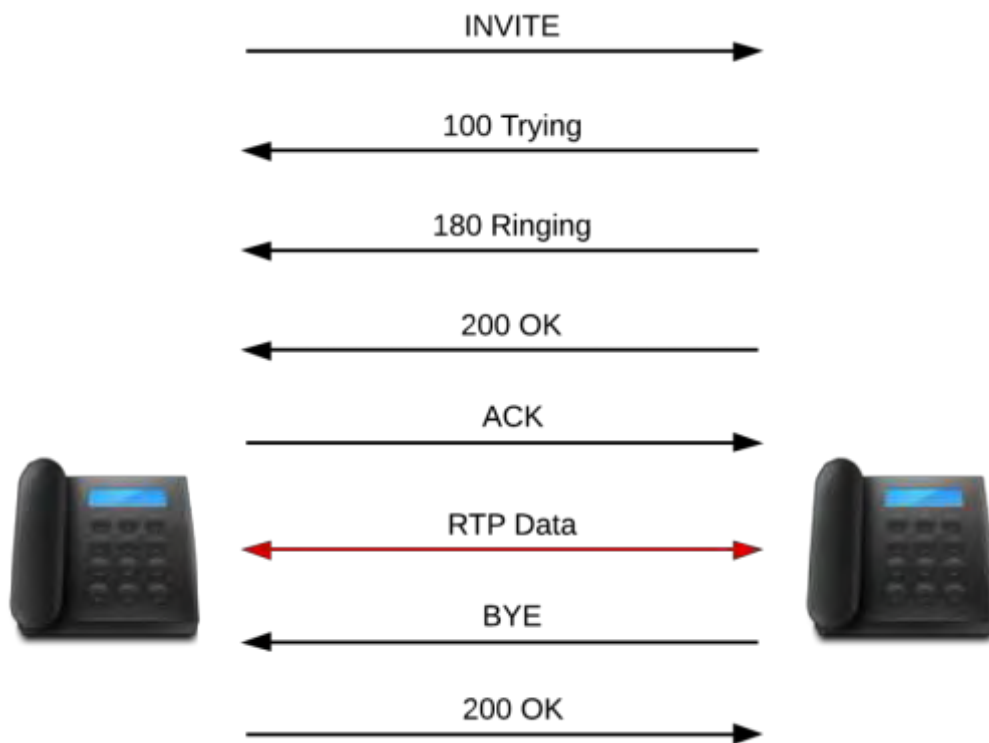 INVITE
100 Trying
180 Ringing
200 OK
ACK
RTP Data
BYE
200 OK